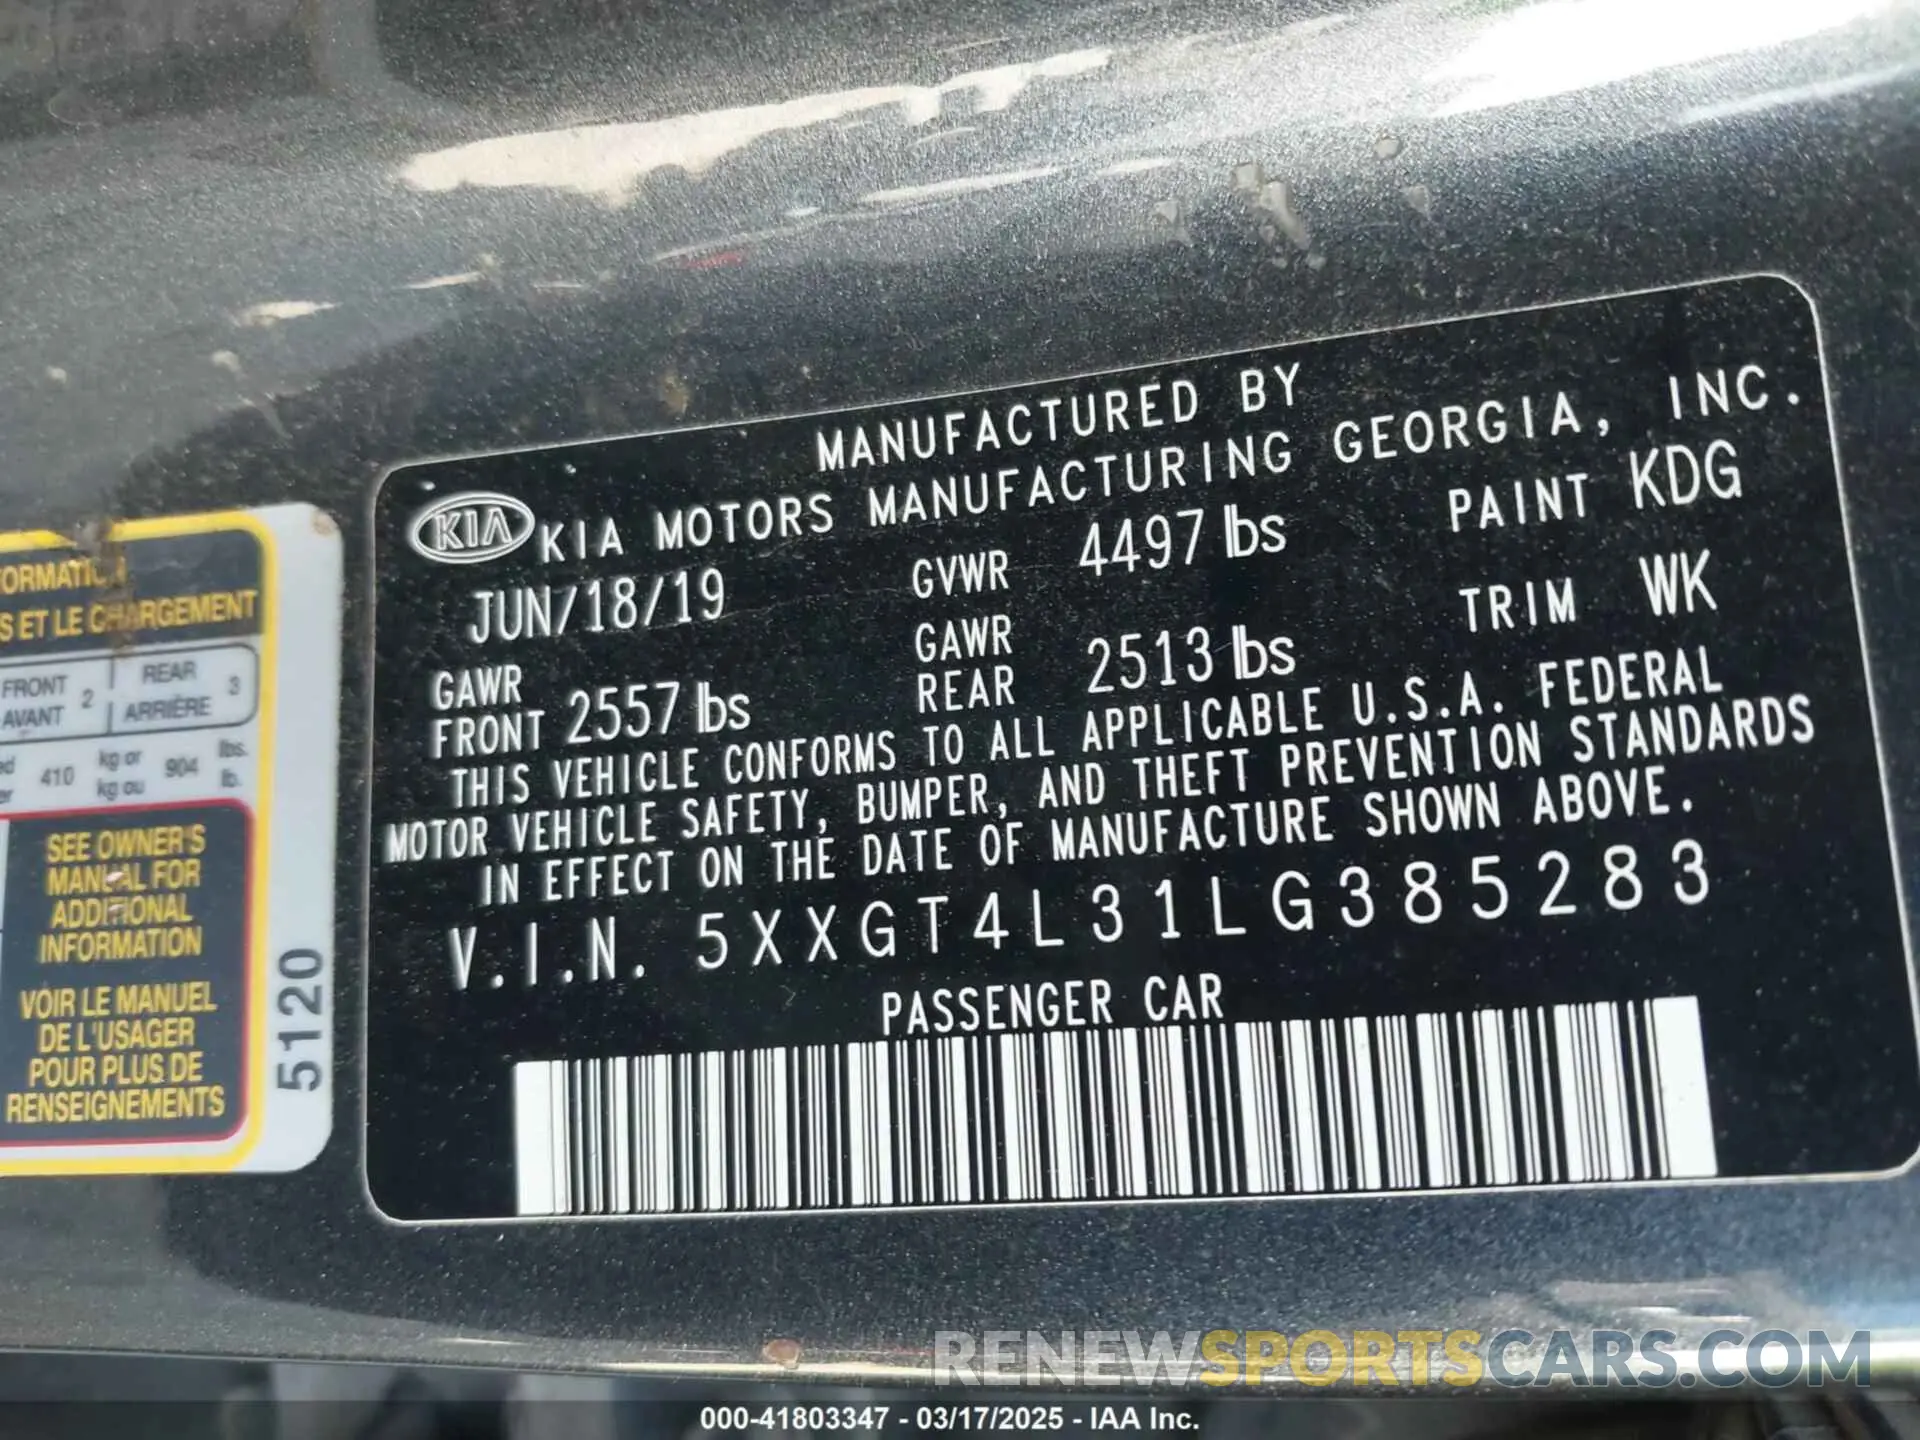 MANUFACTURED BY
KIA KIA MOTORS MANUFACTURING GEORGIA, INC.
JUN/18/19 GVWR 4497 lbs PAINT KDG
GAWR FRONT 2557 lbs GAWR REAR 2513 lbs TRIM WK
THIS VEHICLE CONFORMS TO ALL APPLICABLE U.S.A. FEDERAL
MOTOR VEHICLE SAFETY, BUMPER, AND THEFT PREVENTION STANDARDS
IN EFFECT ON THE DATE OF MANUFACTURE SHOWN ABOVE.
V.I.N. 5XXGT4L31LG385283
PASSENGER CAR
S ET LE CHARGEMENT
FRONT 2 REAR 3
AVANT ARRIÈRE
410 kg or 904 lbs.
kg ou lb.
SEE OWNER'S
MANUAL FOR
ADDITIONAL
INFORMATION
VOIR LE MANUEL
DE L'USAGER
POUR PLUS DE
RENSEIGNEMENTS
5120
RENEWSPORTSCARS.COM
000-41803347 - 03/17/2025 - IAA Inc.